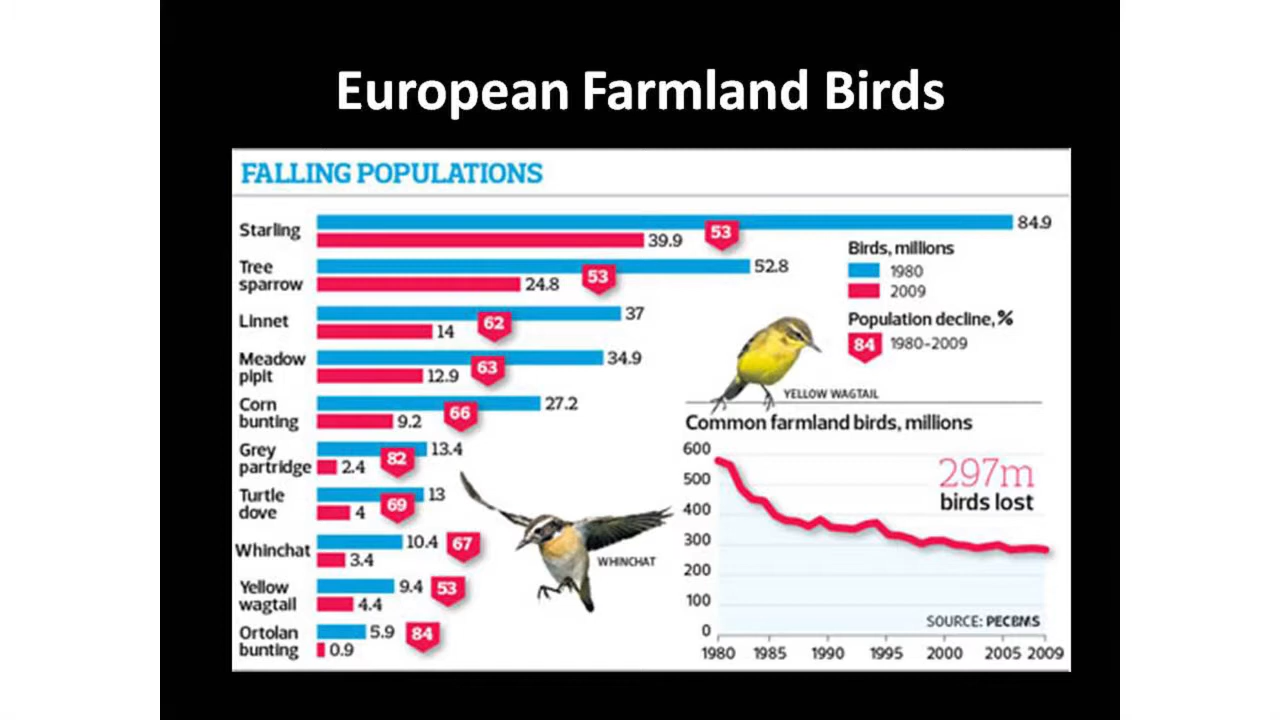 European Farmland Birds
FALLING POPULATIONS
Starling
84.9
39.9
53
Tree
sparrow
52.8
24.8
53
Linnet
37
14
62
Meadow
pipit
34.9
12.9
63
Corn
bunting
27.2
9.2
66
Grey
partridge
13.4
2.4
82
Turtle
dove
13
4
69
Whinchat
10.4
3.4
67
Yellow
wagtail
9.4
4.4
53
Ortolan
bunting
5.9
0.9
84
Birds, millions
1980
2009
Population decline, %
84 1980-2009
YELLOW WAGTAIL
WHINCHAT
Common farmland birds, millions
600
500
400
300
200
100
0
297m
birds lost
SOURCE: PECBMS
1980 1985 1990 1995 2000 2005 2009